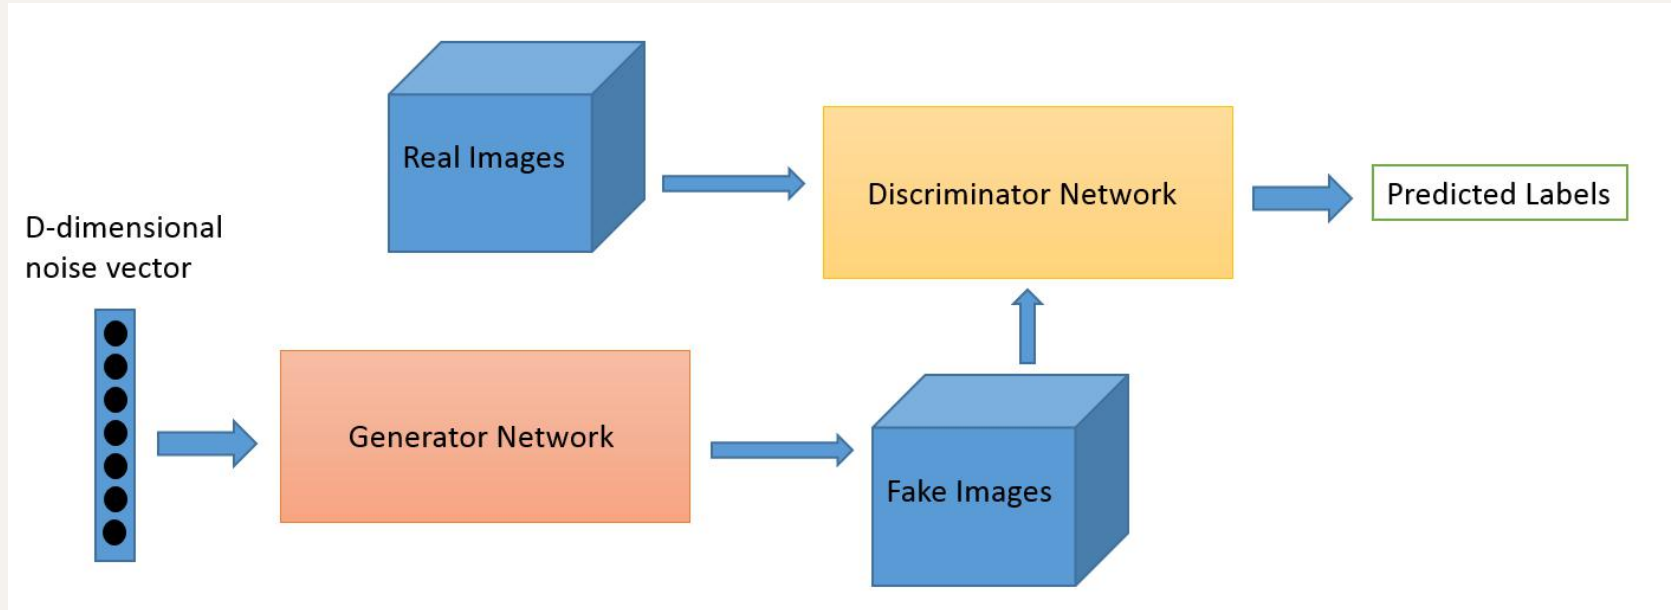 Real Images
Discriminator Network
Predicted Labels
D-dimensional
noise vector
Generator Network
Fake Images